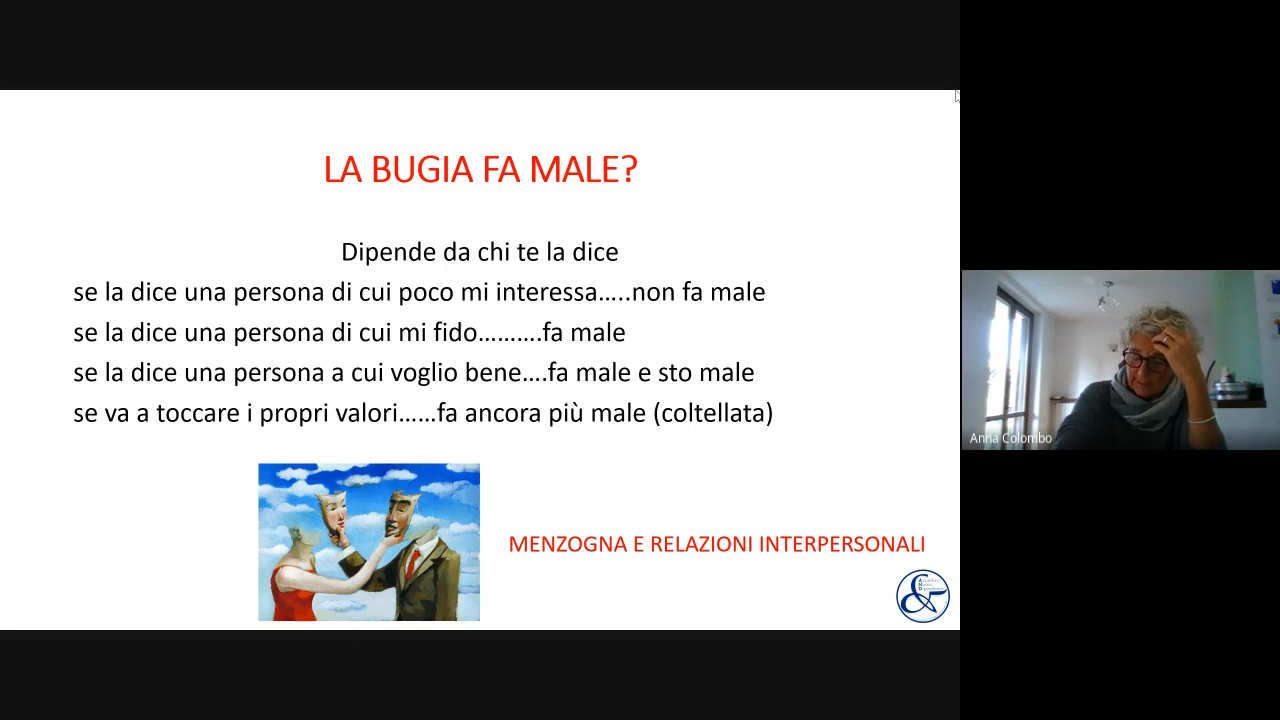 LA BUGIA FA MALE?
Dipende da chi te la dice
se la dice una persona di cui poco mi interessa…..non fa male
se la dice una persona di cui mi fido……….fa male
se la dice una persona a cui voglio bene….fa male e sto male
se va a toccare i propri valori……fa ancora più male (coltellata)
MENZOGNA E RELAZIONI INTERPERSONALI
Anna Colombo